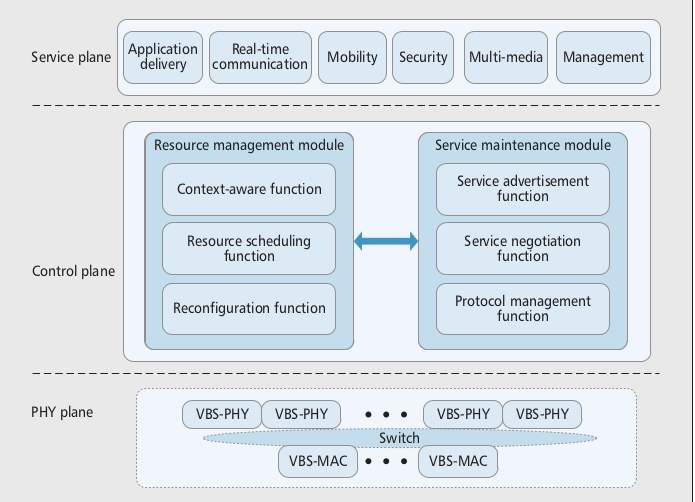 Service plane
Application
delivery
Real-time
communication
Mobility
Security
Multi-media
Management
Control plane
Resource management module
Context-aware function
Resource scheduling
function
Reconfiguration function
Service maintenance module
Service advertisement
function
Service negotiation
function
Protocol management
function
PHY plane
VBS-PHY
VBS-PHY
• • •
VBS-PHY
VBS-PHY
Switch
VBS-MAC
• • •
VBS-MAC